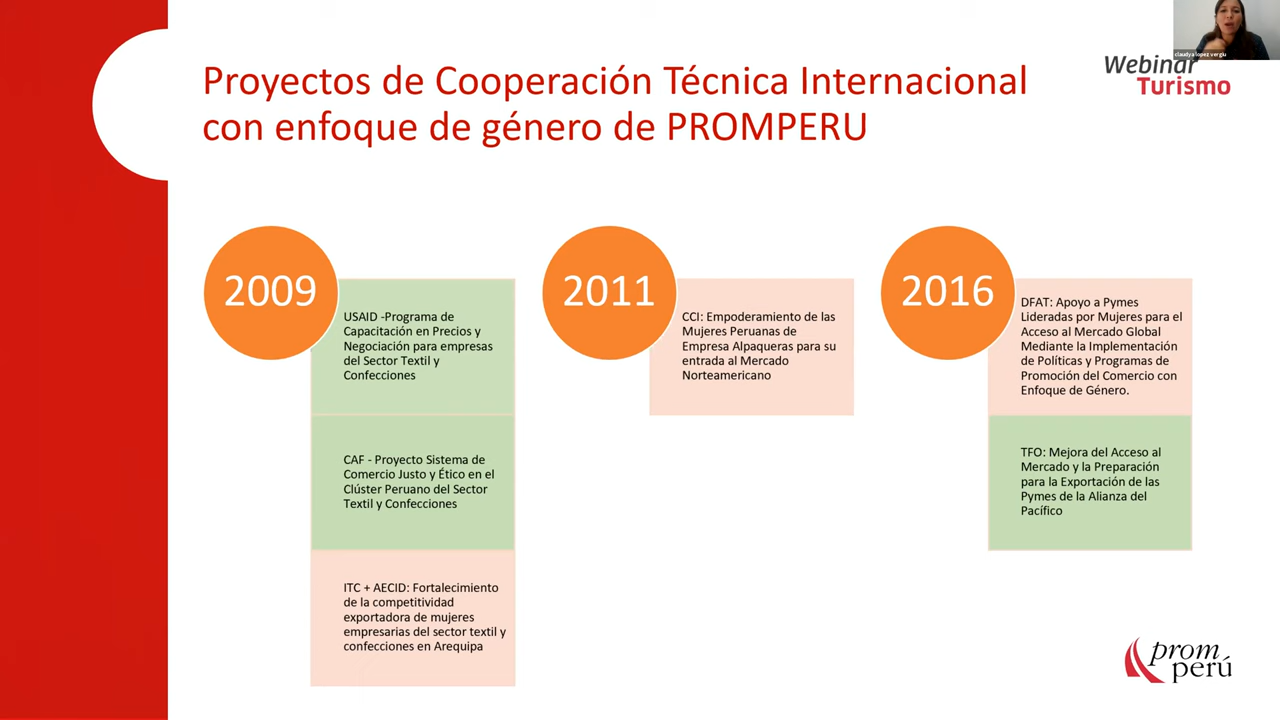 Proyectos de Cooperación Técnica Internacional
con enfoque de género de PROMPERU
claudya lopez vergiu
Webinar
Turismo
2009
USAID -Programa de
Capacitación en Precios y
Negociación para empresas
del Sector Textil y
Confecciones
CAF - Proyecto Sistema de
Comercio Justo y Ético en el
Clúster Peruano del Sector
Textil y Confecciones
ITC + AECID: Fortalecimiento
de la competitividad
exportadora de mujeres
empresarias del sector textil y
confecciones en Arequipa
2011
CCI: Empoderamiento de las
Mujeres Peruanas de
Empresa Alpaqueras para su
entrada al Mercado
Norteamericano
2016
DFAT: Apoyo a Pymes
Lideradas por Mujeres para el
Acceso al Mercado Global
Mediante la Implementación
de Políticas y Programas de
Promoción del Comercio con
Enfoque de Género.
TFO: Mejora del Acceso al
Mercado y la Preparación
para la Exportación de las
Pymes de la Alianza del
Pacífico
prom
perú